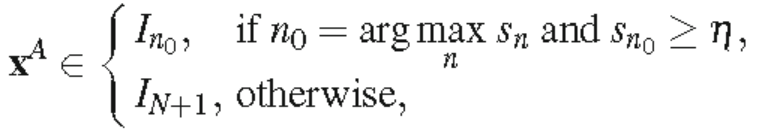 𝐱^A ∈ { I_{n_0}, if n_0 = arg max_n s_n and s_{n_0} ≥ η,
I_{N+1}, otherwise,